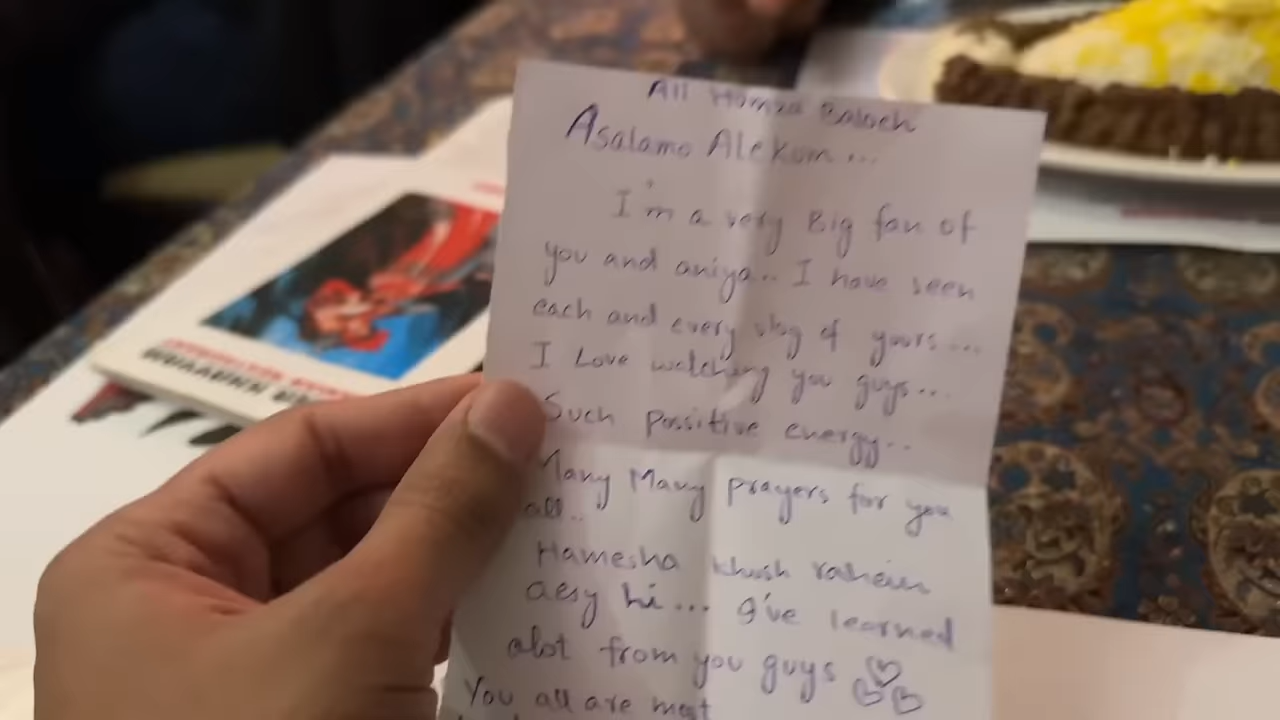 Ali Hamza Baloch
Asalamo Alekom...
I'm a very Big fan of
you and aniya.. I have seen
each and every vlog of yours....
I Love watching you guys...
Such possitive energy..
Many Many prayers for you
all..
Hamesha khush rahein
aesy hi... I've learned
alot from you guys
You all are most